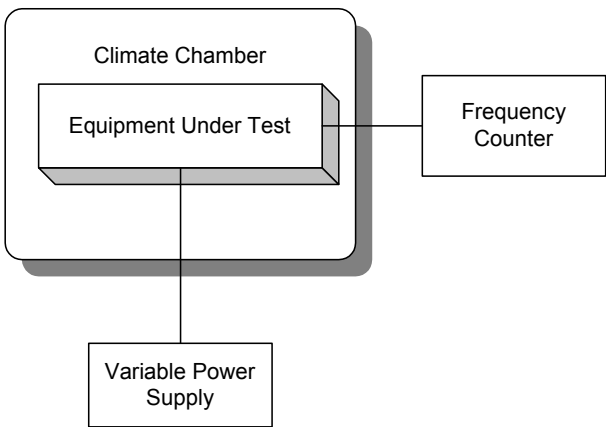 Climate Chamber
Equipment Under Test
Frequency
Counter
Variable Power
Supply